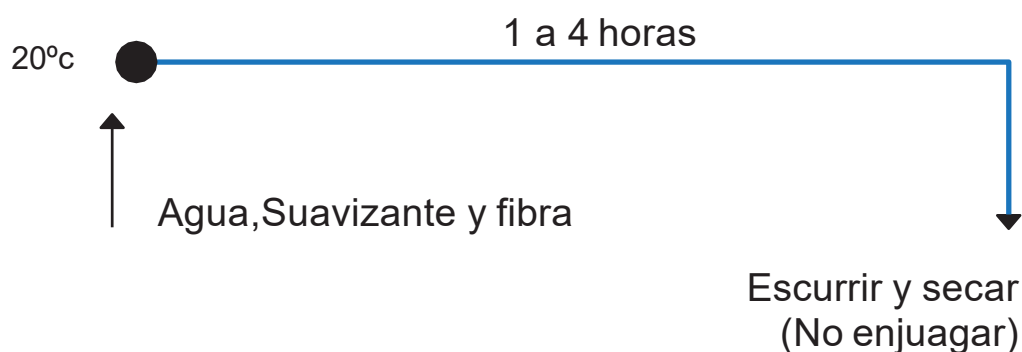 1 a 4 horas
20ºc
Agua,Suavizante y fibra
Escurrir y secar
(No enjuagar)